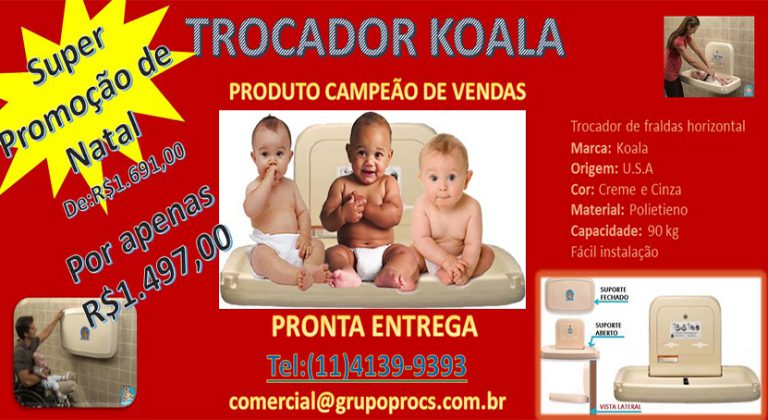 TROCADOR KOALA
Super
Promoção de
Natal
De:R$1.691,00
Por apenas
R$1.497,00
PRODUTO CAMPEÃO DE VENDAS
Trocador de fraldas horizontal
Marca: Koala
Origem: U.S.A
Cor: Creme e Cinza
Material: Polietieno
Capacidade: 90 kg
Fácil instalação
SUPORTE
FECHADO
SUPORTE
ABERTO
VISTA LATERAL
PRONTA ENTREGA
Tel:(11)4139-9393
comercial@grupoprocs.com.br